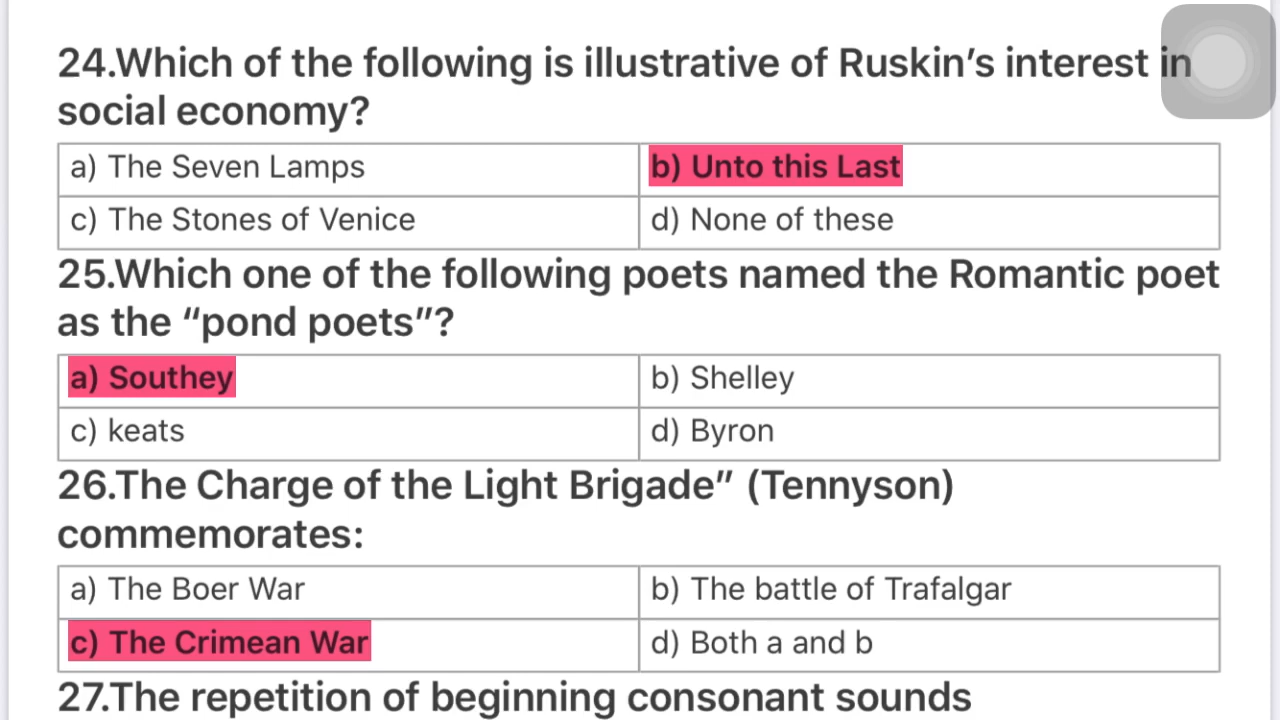 24.Which of the following is illustrative of Ruskin’s interest in
social economy?
a) The Seven Lamps
b) Unto this Last
c) The Stones of Venice
d) None of these
25.Which one of the following poets named the Romantic poet
as the “pond poets”?
a) Southey
b) Shelley
c) keats
d) Byron
26.The Charge of the Light Brigade” (Tennyson)
commemorates:
a) The Boer War
b) The battle of Trafalgar
c) The Crimean War
d) Both a and b
27.The repetition of beginning consonant sounds